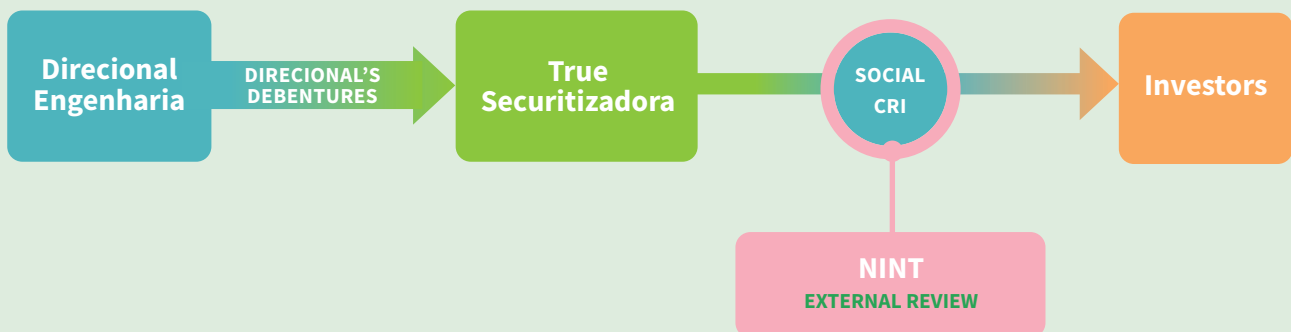 Direcional
Engenharia
DIRECIONAL'S
DEBENTURES
True
Securitizadora
SOCIAL
CRI
Investors
NINT
EXTERNAL REVIEW